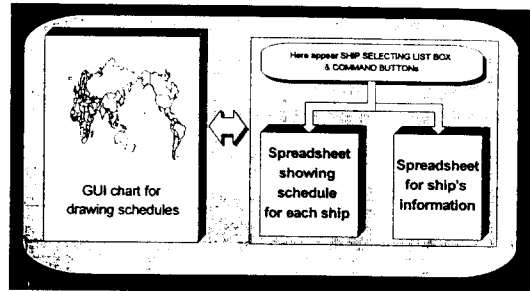 GUI chart for
drawing schedules
Here appear SHIP SELECTING LIST BOX
& COMMAND BUTTONs
Spreadsheet
showing
schedule
for each ship
Spreadsheet
for ship's
information